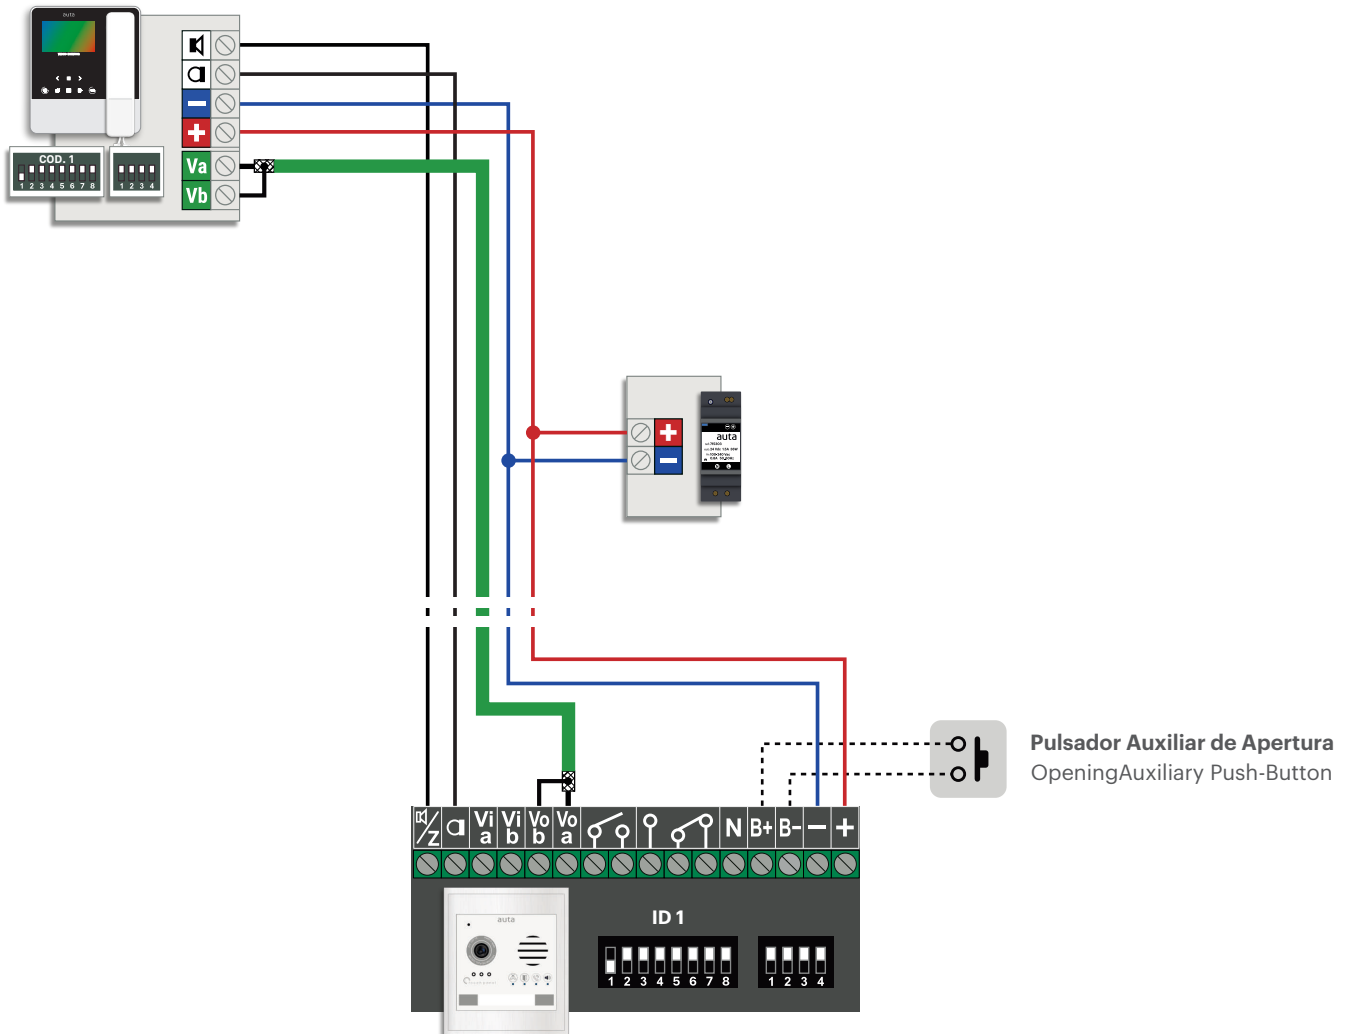 auta
−
+
Va
Vb
COD. 1
1 2 3 4 5 6 7 8
1 2 3 4
+
−
auta
Pulsador Auxiliar de Apertura
OpeningAuxiliary Push-Button
/Z
Vi a
Vi b
Vo b
Vo a
N
B+
B-
−
+
auta
ID 1
1 2 3 4 5 6 7 8
1 2 3 4